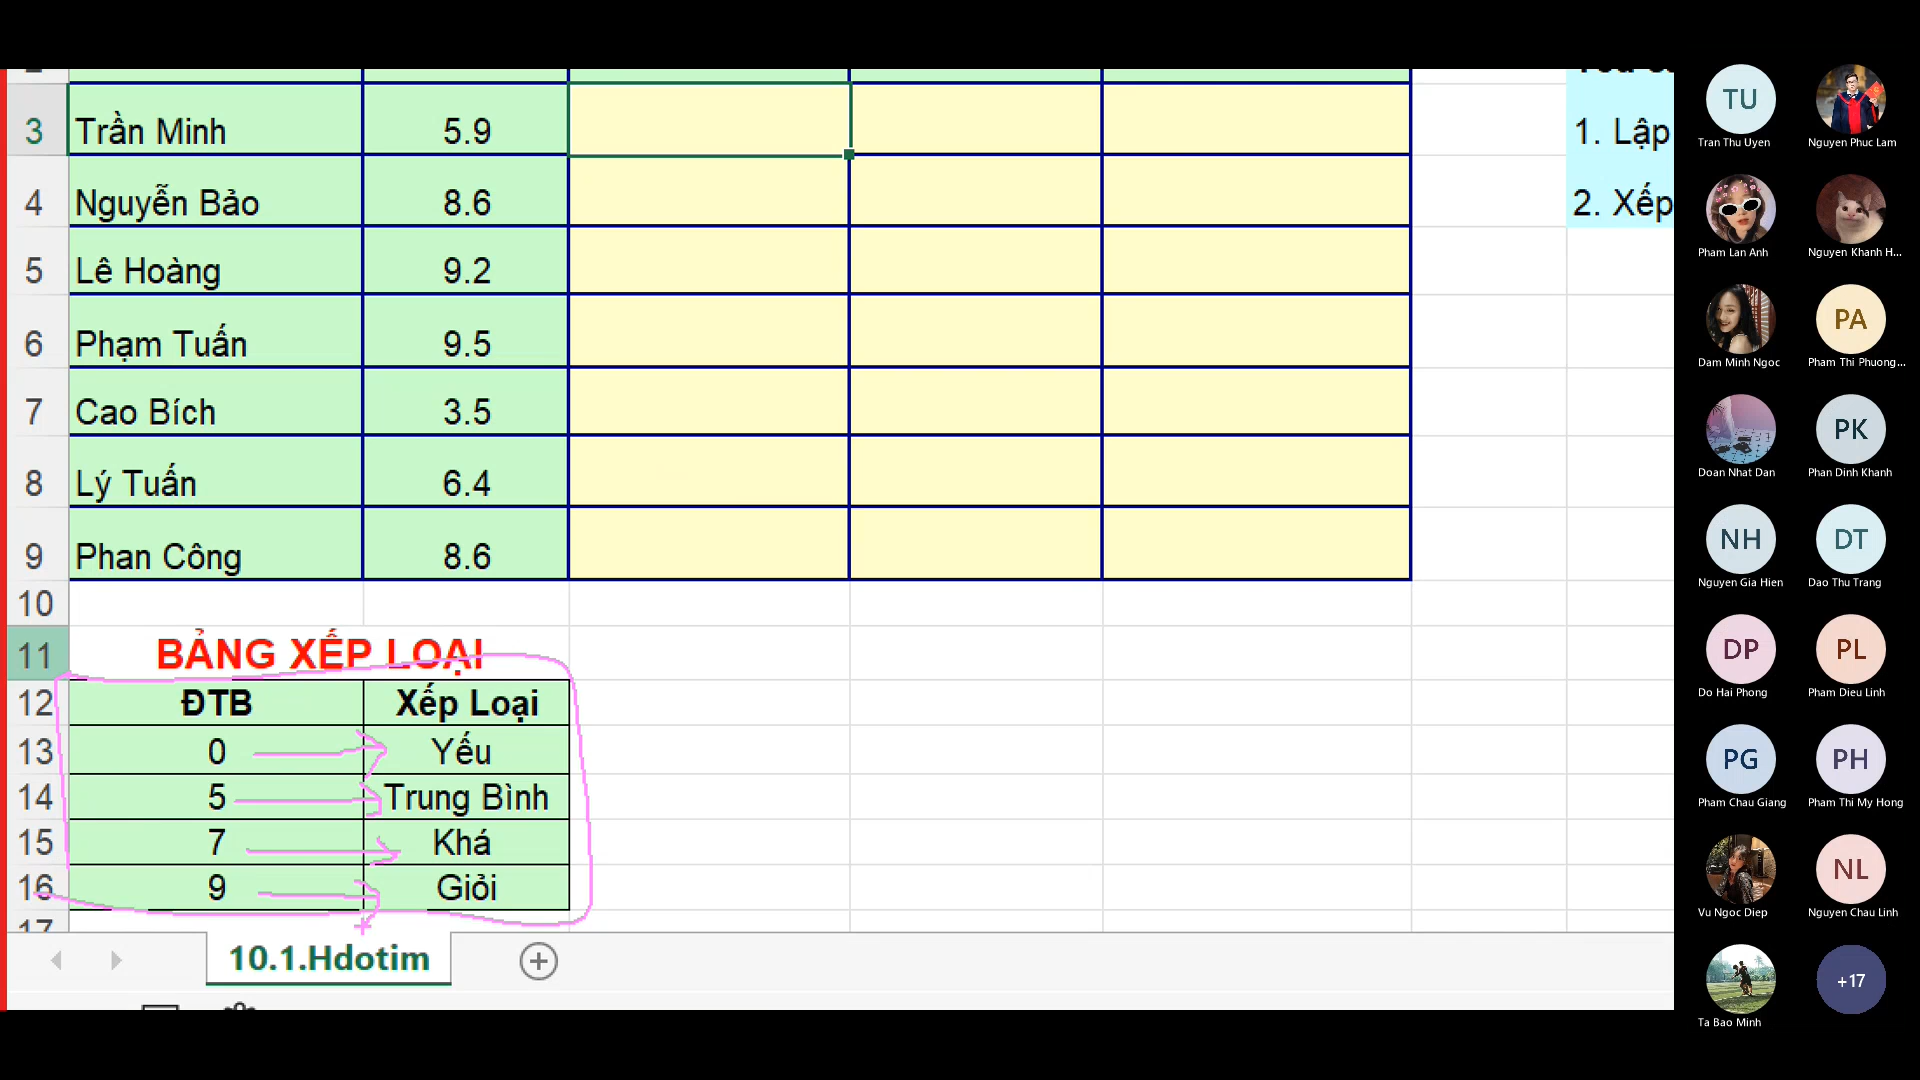 3 Trần Minh 5.9
1. Lập
4 Nguyễn Bảo 8.6
2. Xếp
5 Lê Hoàng 9.2
6 Phạm Tuấn 9.5
7 Cao Bích 3.5
8 Lý Tuấn 6.4
9 Phan Công 8.6
10
11 BẢNG XẾP LOẠI
12 ĐTB Xếp Loại
13 0 Yếu
14 5 Trung Bình
15 7 Khá
16 9 Giỏi
17
10.1.Hdotim
TU
Tran Thu Uyen Nguyen Phuc Lam
Pham Lan Anh Nguyen Khanh H...
PA
Dam Minh Ngoc Pham Thi Phuong...
PK
Doan Nhat Dan Phan Dinh Khanh
NH DT
Nguyen Gia Hien Dao Thu Trang
DP PL
Do Hai Phong Pham Dieu Linh
PG PH
Pham Chau Giang Pham Thi My Hong
NL
Vu Ngoc Diep Nguyen Chau Linh
+17
Ta Bao Minh